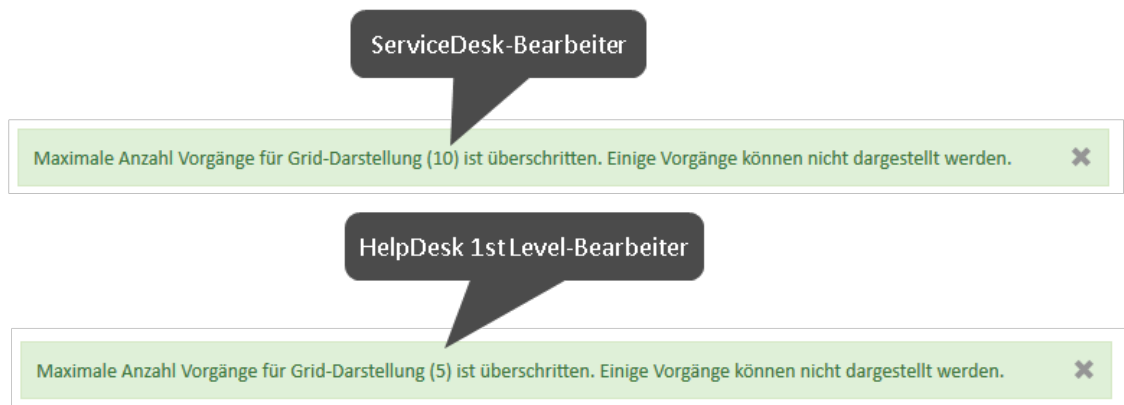 ServiceDesk-Bearbeiter
Maximale Anzahl Vorgänge für Grid-Darstellung (10) ist überschritten. Einige Vorgänge können nicht dargestellt werden.
HelpDesk 1st Level-Bearbeiter
Maximale Anzahl Vorgänge für Grid-Darstellung (5) ist überschritten. Einige Vorgänge können nicht dargestellt werden.